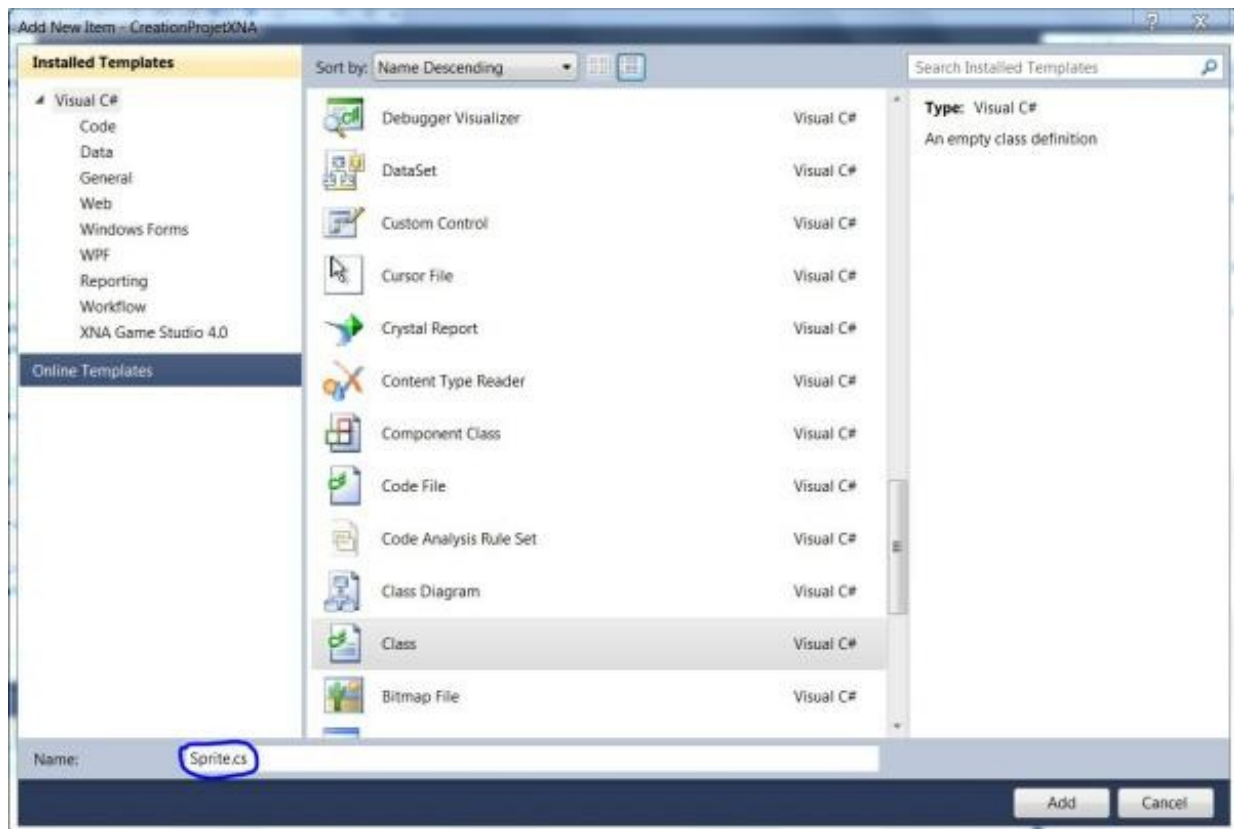 Add New Item - CreationProjetXNA
Installed Templates
Sort by: Name Descending
Search Installed Templates
Visual C#
Code
Data
General
Web
Windows Forms
WPF
Reporting
Workflow
XNA Game Studio 4.0
Online Templates
Debugger Visualizer Visual C#
DataSet Visual C#
Custom Control Visual C#
Cursor File Visual C#
Crystal Report Visual C#
Content Type Reader Visual C#
Component Class Visual C#
Code File Visual C#
Code Analysis Rule Set Visual C#
Class Diagram Visual C#
Class Visual C#
Bitmap File Visual C#
Type: Visual C#
An empty class definition
Name: Sprite.cs
Add Cancel